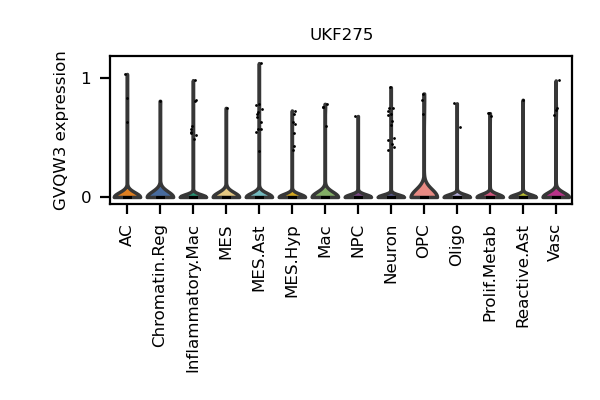 UKF275
GVQW3 expression
1
0
AC
Chromatin.Reg
Inflammatory.Mac
MES
MES.Ast
MES.Hyp
Mac
NPC
Neuron
OPC
Oligo
Prolif.Metab
Reactive.Ast
Vasc